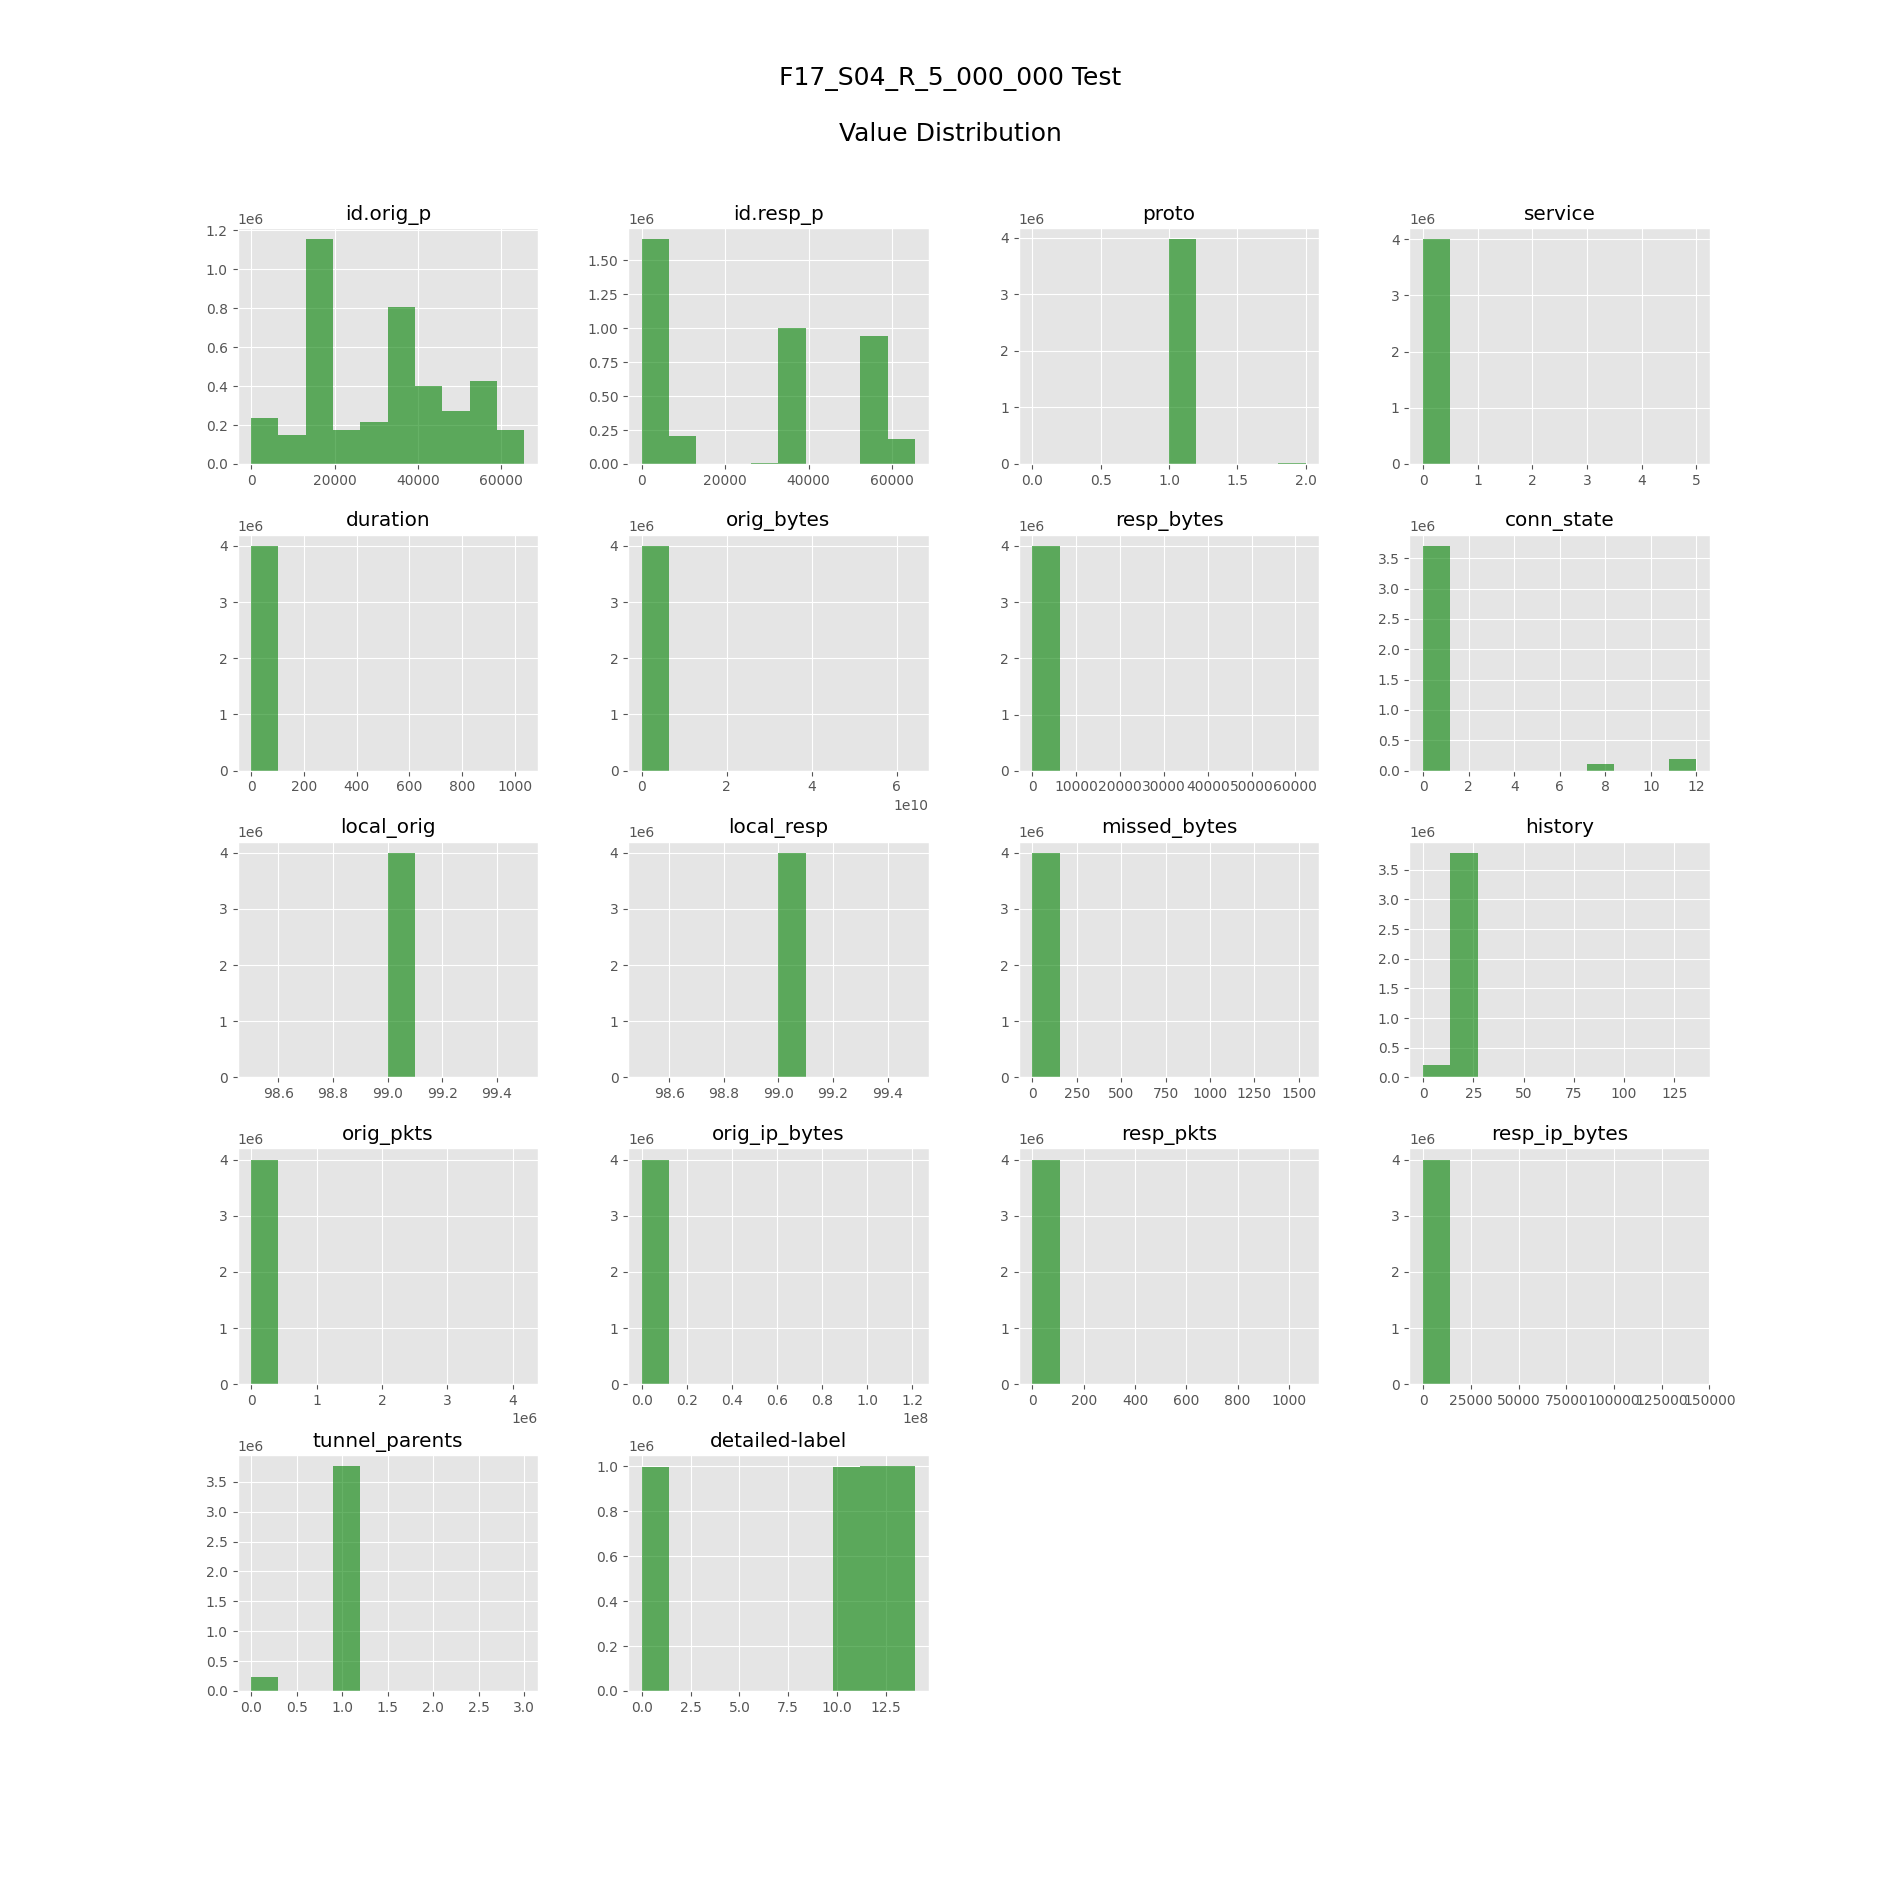 F17_S04_R_5_000_000 Test
Value Distribution
id.orig_p
1e6
1.2
1.0
0.8
0.6
0.4
0.2
0.0
0 20000 40000 60000
id.resp_p
1e6
1.50
1.25
1.00
0.75
0.50
0.25
0.00
0 20000 40000 60000
proto
1e6
4
3
2
1
0
0.0 0.5 1.0 1.5 2.0
service
1e6
4
3
2
1
0
0 1 2 3 4 5
duration
1e6
4
3
2
1
0
0 200 400 600 800 1000
orig_bytes
1e6
4
3
2
1
0
0 2 4 6
1e10
resp_bytes
1e6
4
3
2
1
0
0 10000 20000 30000 40000 50000 60000
conn_state
1e6
3.5
3.0
2.5
2.0
1.5
1.0
0.5
0.0
0 2 4 6 8 10 12
local_orig
1e6
4
3
2
1
0
98.6 98.8 99.0 99.2 99.4
local_resp
1e6
4
3
2
1
0
98.6 98.8 99.0 99.2 99.4
missed_bytes
1e6
4
3
2
1
0
0 250 500 750 1000 1250 1500
history
1e6
3.5
3.0
2.5
2.0
1.5
1.0
0.5
0.0
0 25 50 75 100 125
orig_pkts
1e6
4
3
2
1
0
0 1 2 3 4
1e6
orig_ip_bytes
1e6
4
3
2
1
0
0.0 0.2 0.4 0.6 0.8 1.0 1.2
1e8
resp_pkts
1e6
4
3
2
1
0
0 200 400 600 800 1000
resp_ip_bytes
1e6
4
3
2
1
0
0 25000 50000 75000 100000 125000 150000
tunnel_parents
1e6
3.5
3.0
2.5
2.0
1.5
1.0
0.5
0.0
0.0 0.5 1.0 1.5 2.0 2.5 3.0
detailed-label
1e6
1.0
0.8
0.6
0.4
0.2
0.0
0.0 2.5 5.0 7.5 10.0 12.5